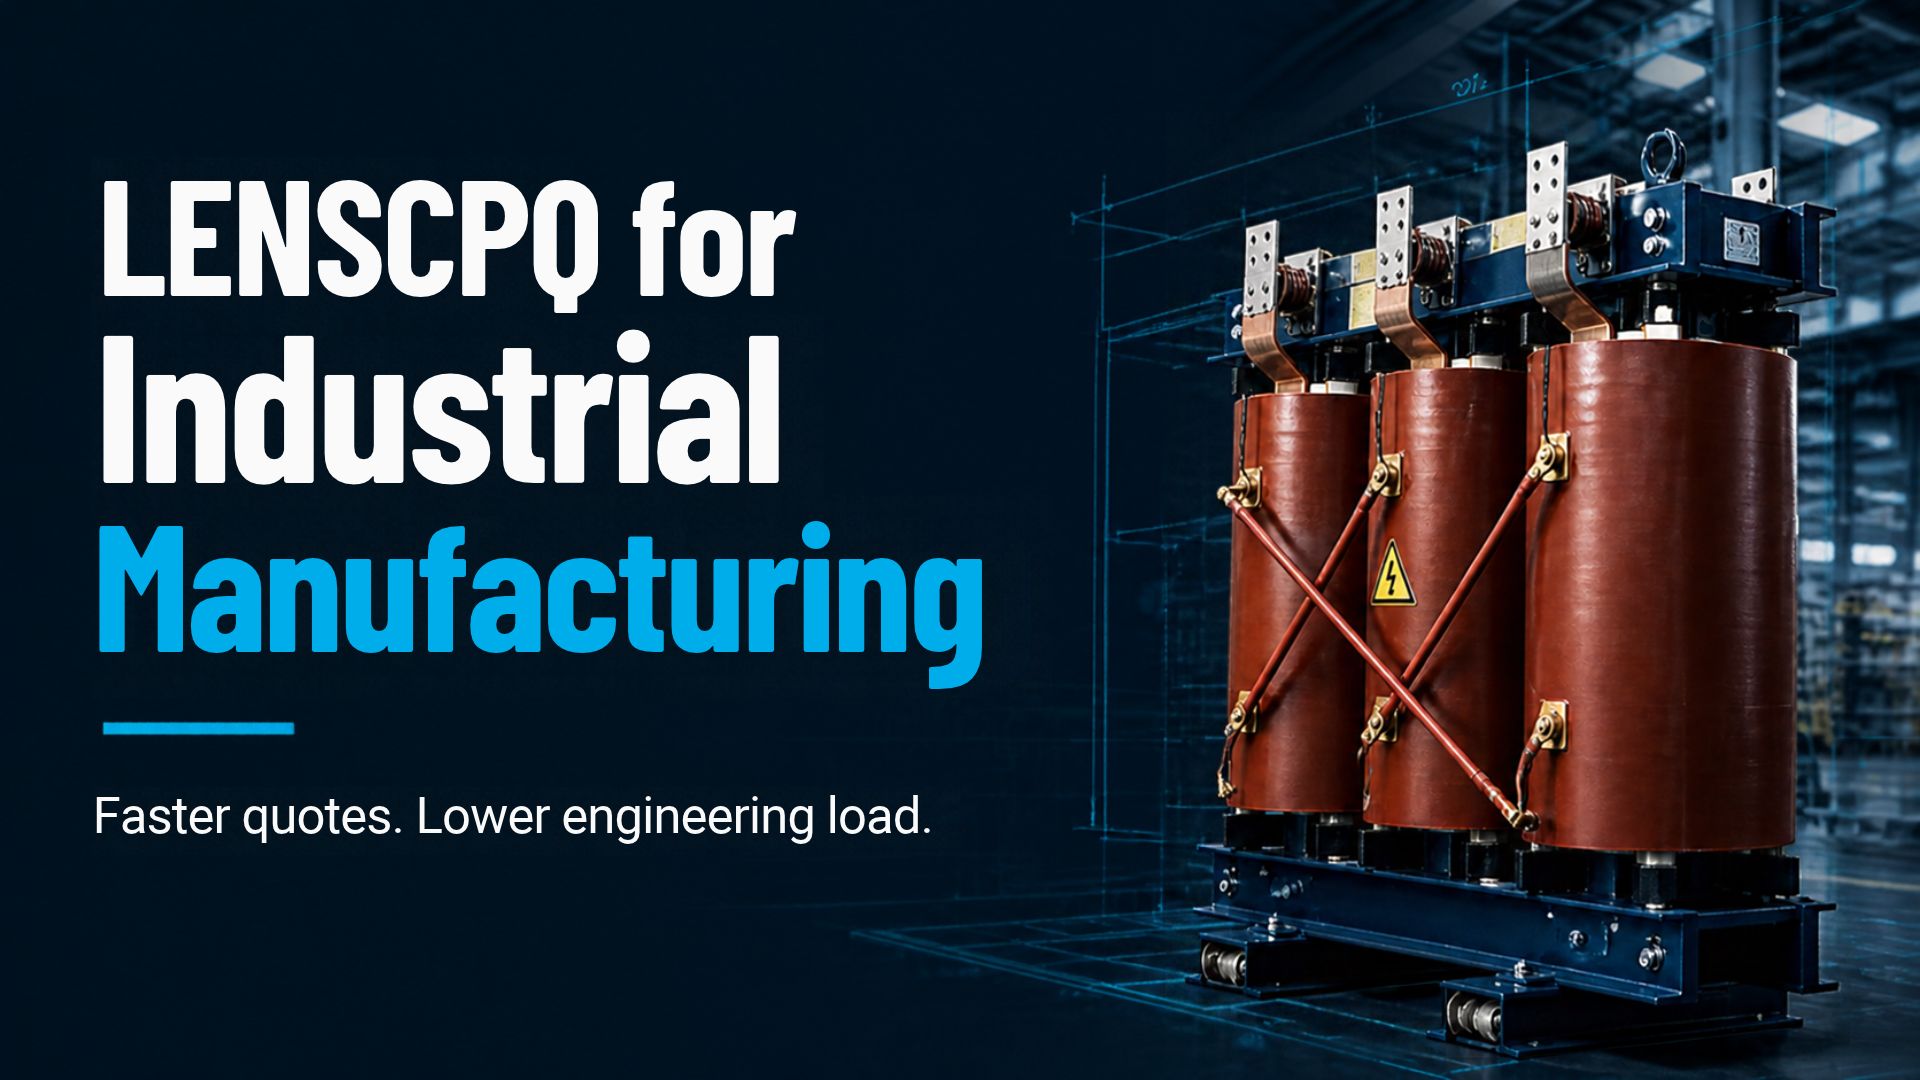 LENSCPQ for
Industrial
Manufacturing
Faster quotes. Lower engineering load.